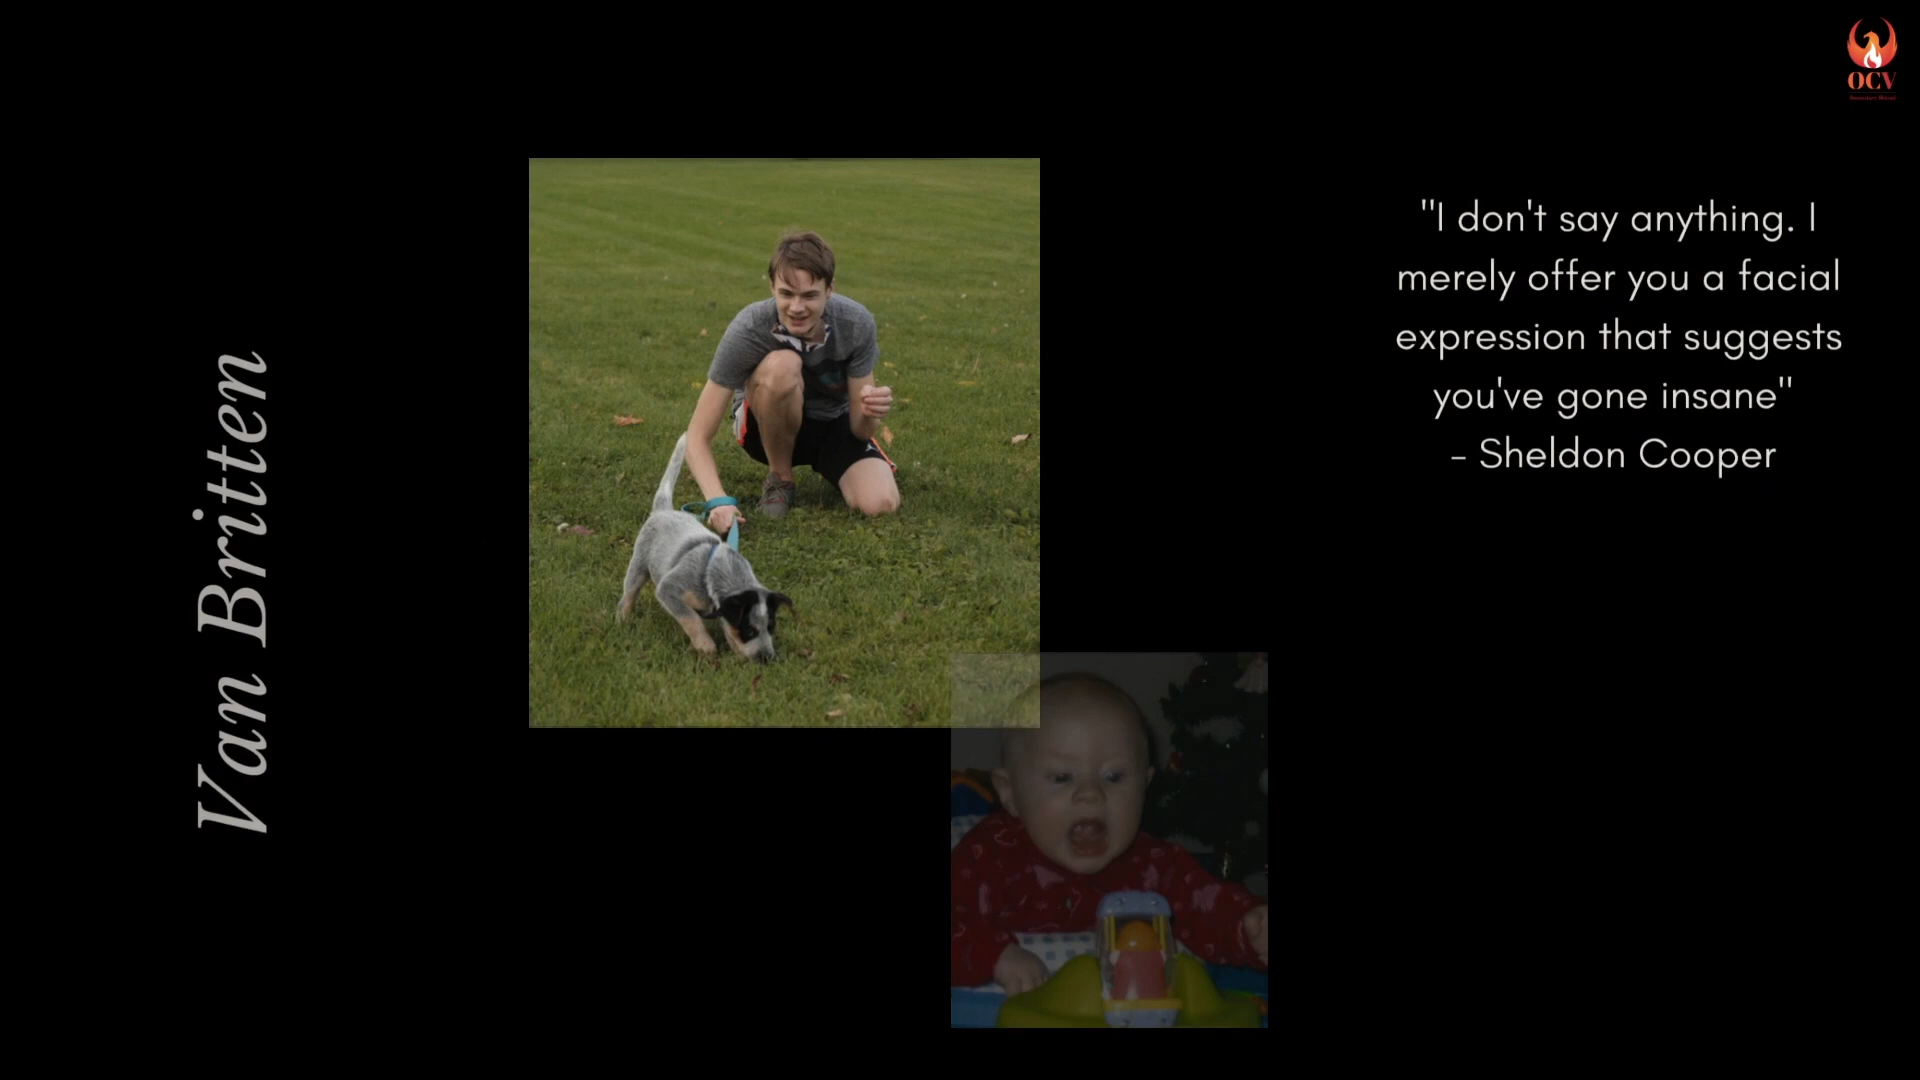 Van Britten
"I don't say anything. I
merely offer you a facial
expression that suggests
you've gone insane"
– Sheldon Cooper
OCV